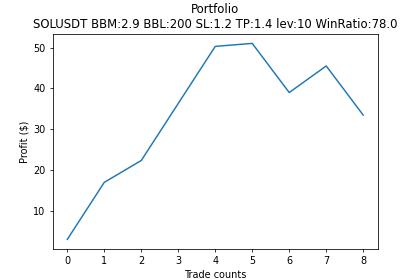 Portfolio
SOLUSDT BBM:2.9 BBL:200 SL:1.2 TP:1.4 lev:10 WinRatio:78.0
50
40
30
20
10
Profit ($)
0 1 2 3 4 5 6 7 8
Trade counts